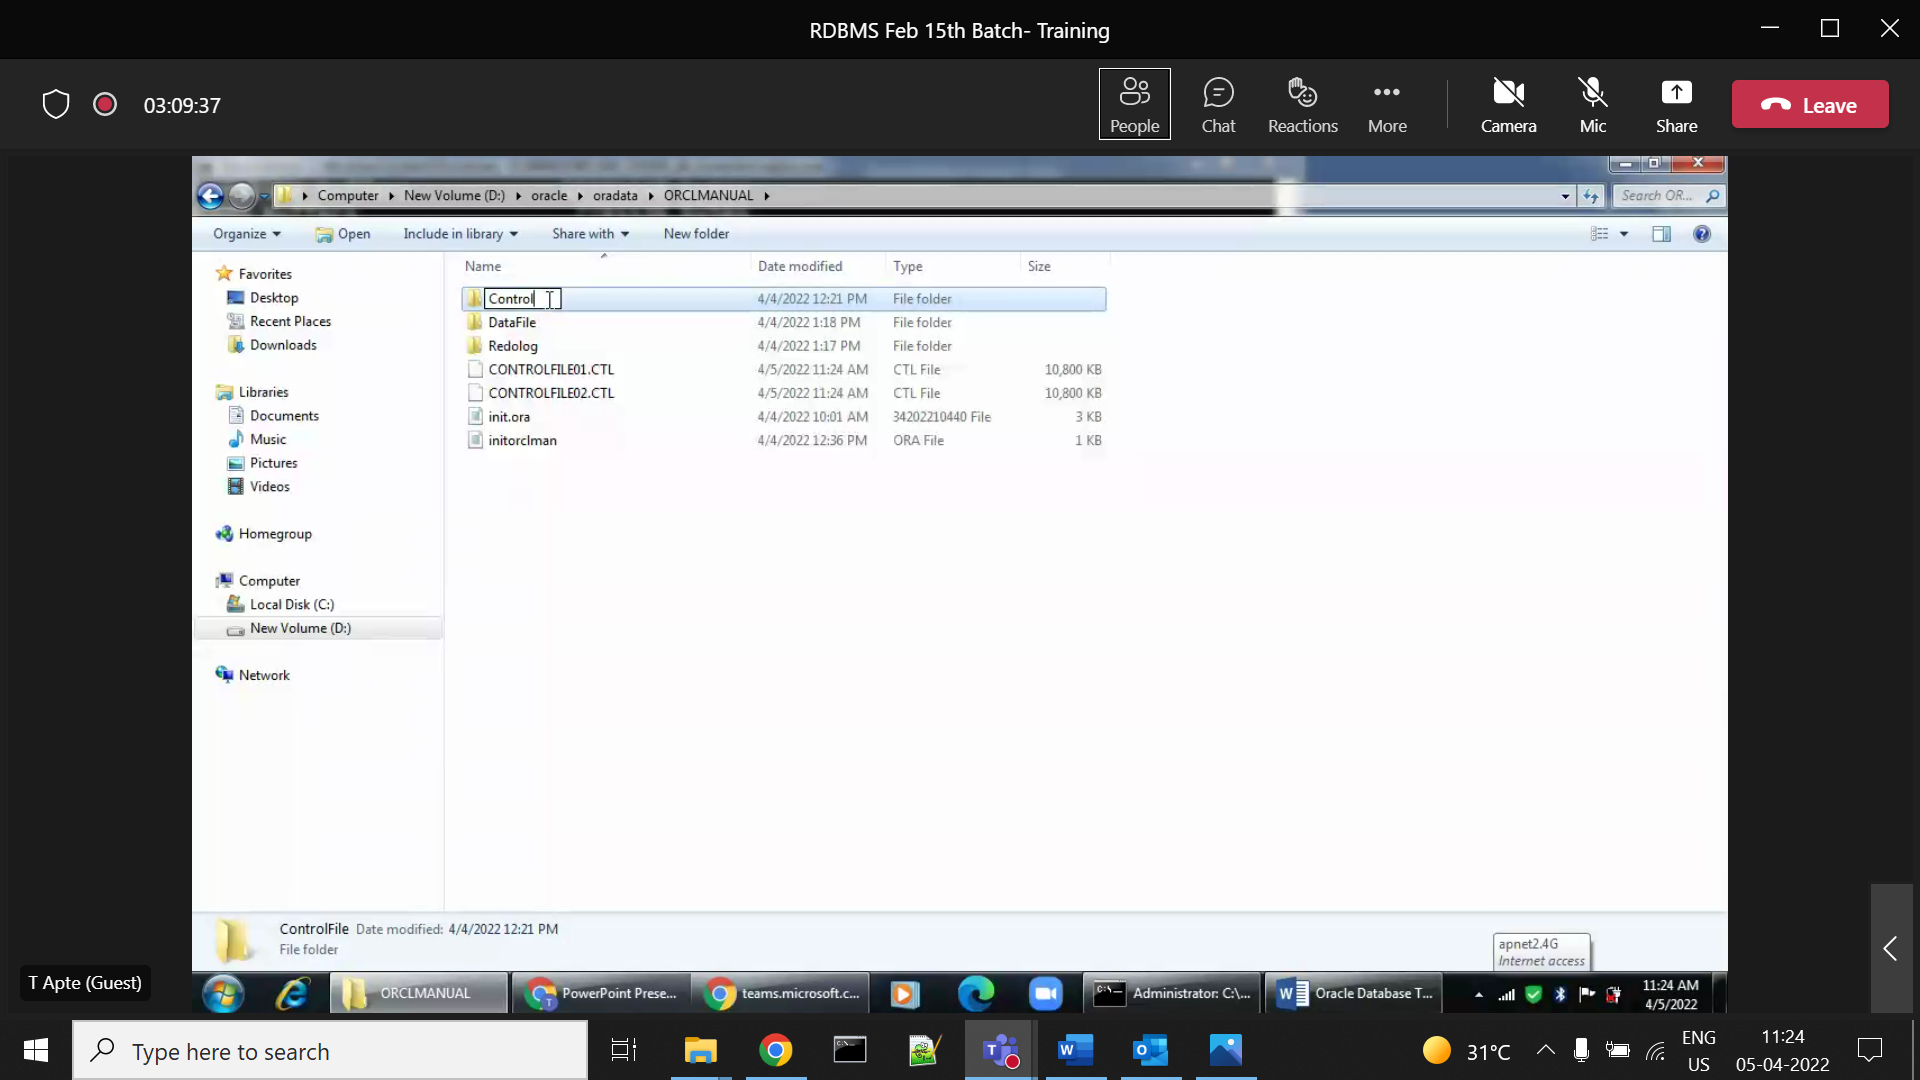 RDBMS Feb 15th Batch- Training
03:09:37
People
Chat
Reactions
More
Camera
Mic
Share
Leave
Computer
New Volume (D:)
oracle
oradata
ORCLMANUAL
Search OR...
Organize
Open
Include in library
Share with
New folder
Name
Date modified
Type
Size
Favorites
Desktop
Recent Places
Downloads
Libraries
Documents
Music
Pictures
Videos
Homegroup
Computer
Local Disk (C:)
New Volume (D:)
Network
Control 4/4/2022 12:21 PM File folder
DataFile 4/4/2022 1:18 PM File folder
Redolog 4/4/2022 1:17 PM File folder
CONTROLFILE01.CTL 4/5/2022 11:24 AM CTL File 10,800 KB
CONTROLFILE02.CTL 4/5/2022 11:24 AM CTL File 10,800 KB
init.ora 4/4/2022 10:01 AM 34202210440 File 3 KB
initorclman 4/4/2022 12:36 PM ORA File 1 KB
ControlFile Date modified: 4/4/2022 12:21 PM
File folder
apnet2.4G
Internet access
T Apte (Guest)
ORCLMANUAL
PowerPoint Prese...
teams.microsoft.c...
Administrator: C:\...
Oracle Database T...
11:24 AM
4/5/2022
Type here to search
31°C
ENG
US
11:24
05-04-2022